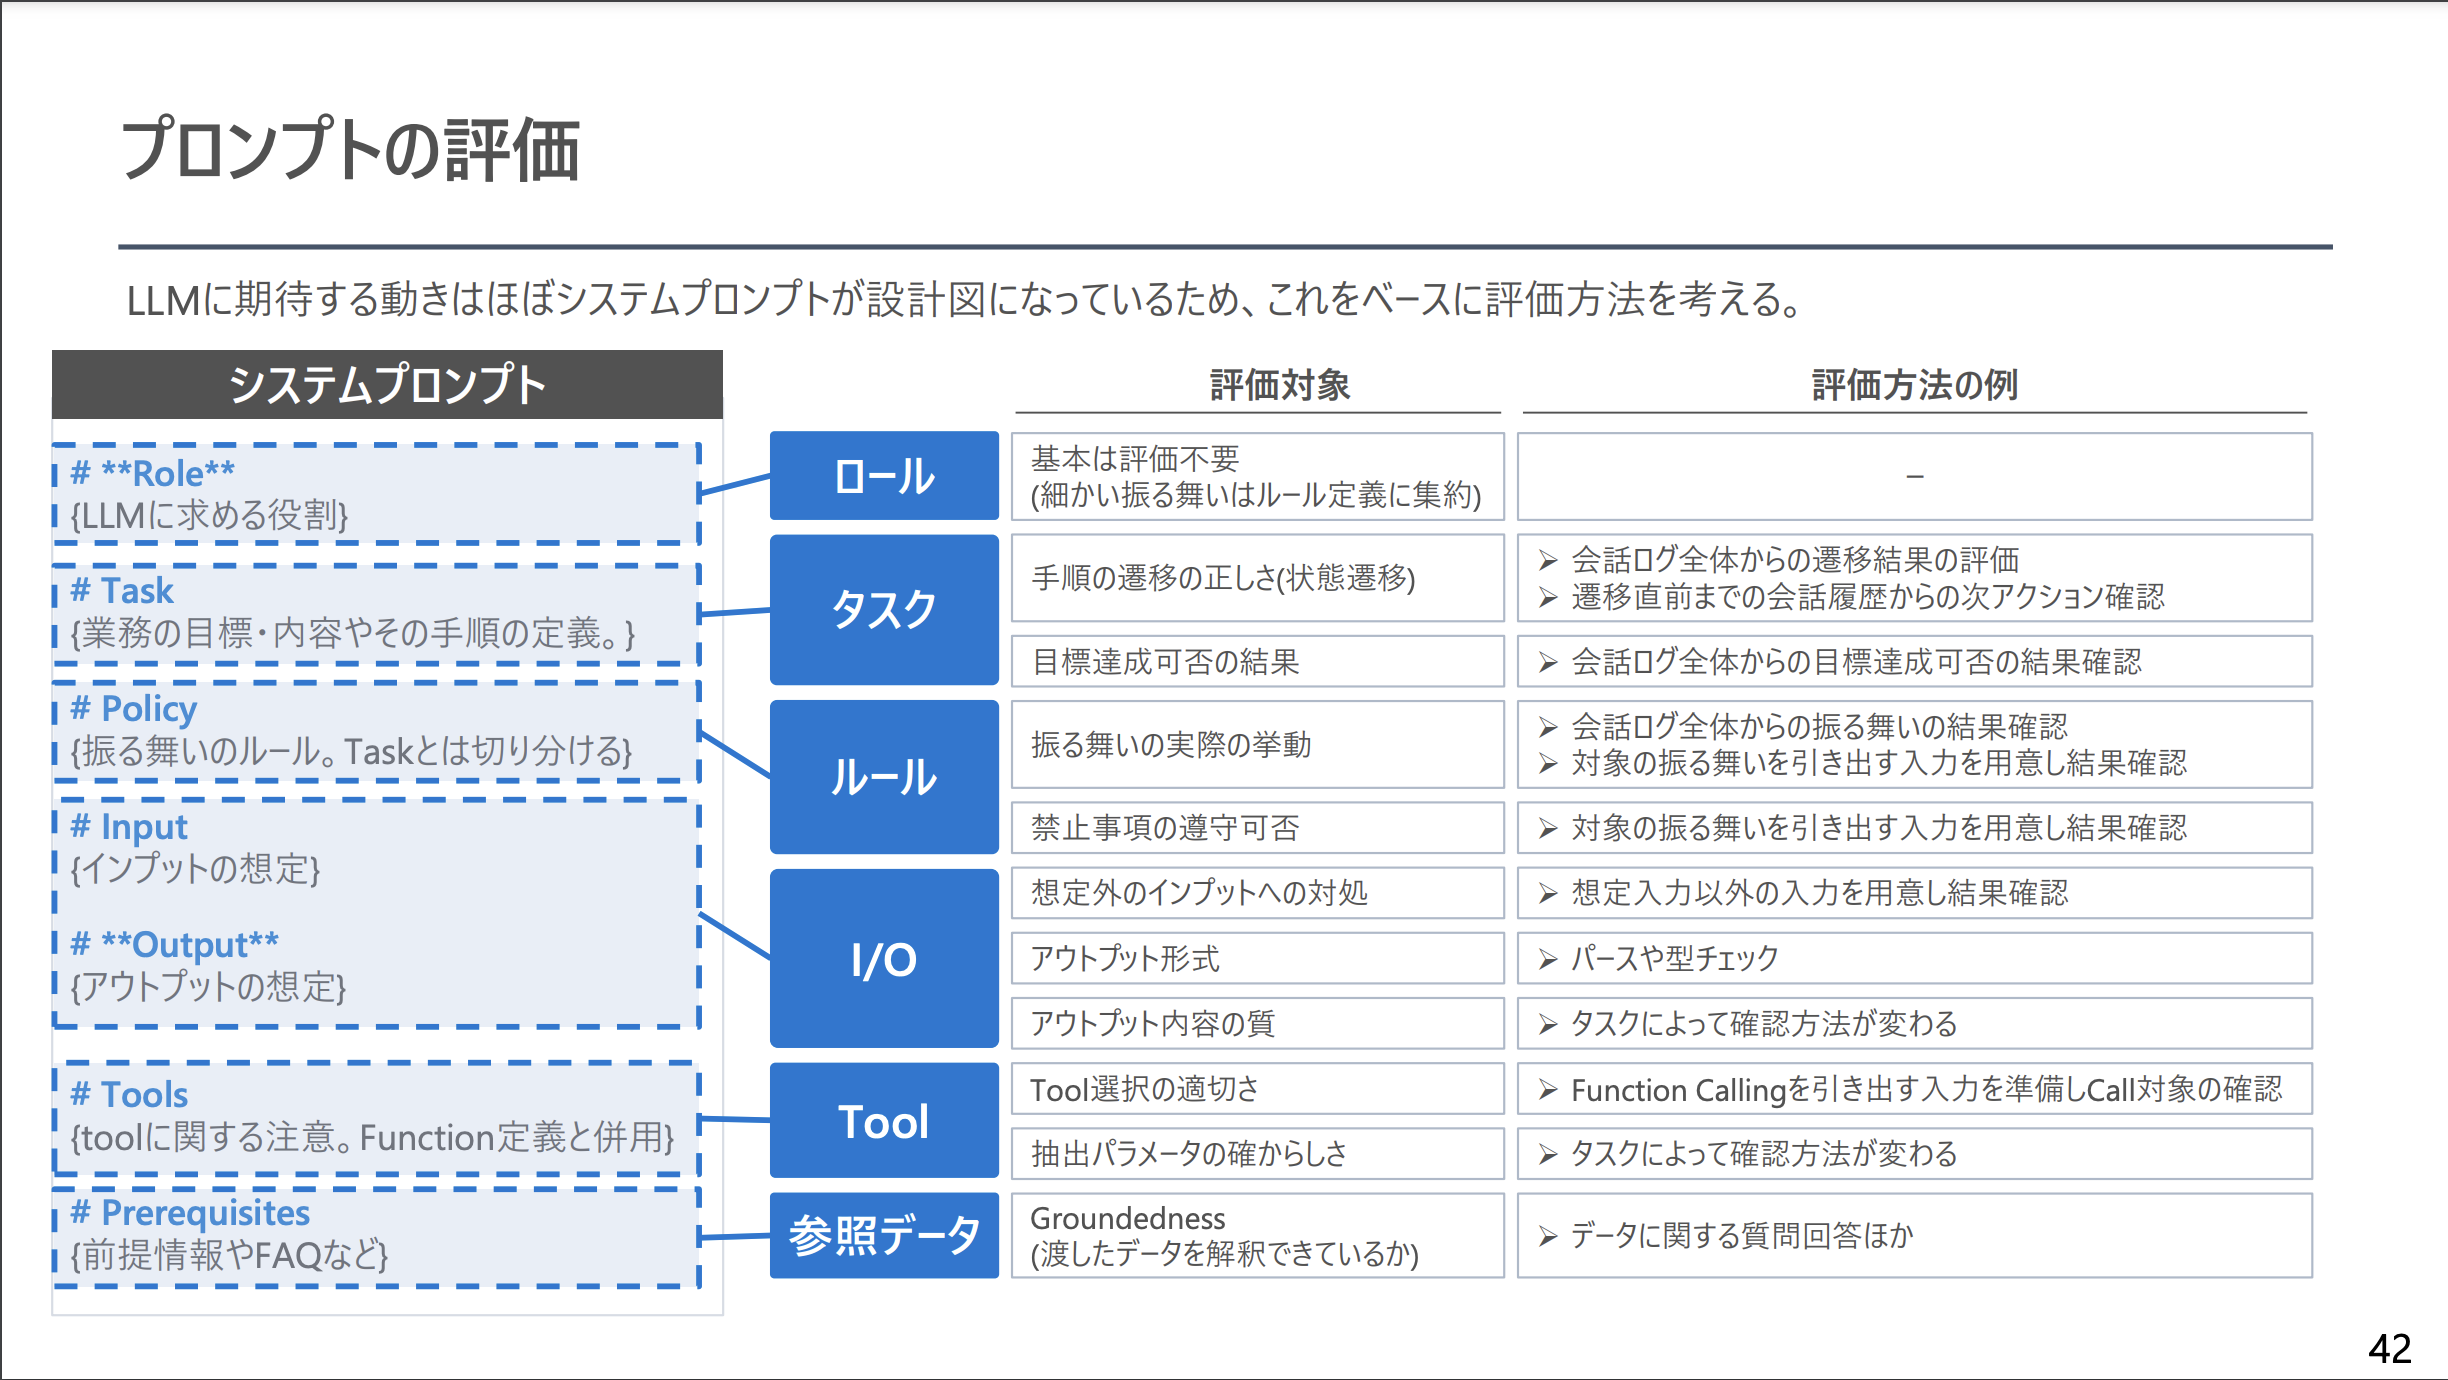 プロンプトの評価
LLMに期待する動きはほぼシステムプロンプトが設計図になっているため、これをベースに評価方法を考える。
システムプロンプト
# **Role**
{LLMに求める役割}
# Task
{業務の目標・内容やその手順の定義。}
# Policy
{振る舞いのルール。Taskとは切り分ける}
# Input
{インプットの想定}
# **Output**
{アウトプットの想定}
# Tools
{toolに関する注意。Function定義と併用}
# Prerequisites
{前提情報やFAQなど}
評価対象
評価方法の例
ロール
基本は評価不要
(細かい振る舞いはルール定義に集約)
–
タスク
手順の遷移の正しさ(状態遷移)
➢ 会話ログ全体からの遷移結果の評価
➢ 遷移直前までの会話履歴からの次アクション確認
目標達成可否の結果
➢ 会話ログ全体からの目標達成可否の結果確認
ルール
振る舞いの実際の挙動
➢ 会話ログ全体からの振る舞いの結果確認
➢ 対象の振る舞いを引き出す入力を用意し結果確認
禁止事項の遵守可否
➢ 対象の振る舞いを引き出す入力を用意し結果確認
I/O
想定外のインプットへの対処
➢ 想定入力以外の入力を用意し結果確認
アウトプット形式
➢ パースや型チェック
アウトプット内容の質
➢ タスクによって確認方法が変わる
Tool
Tool選択の適切さ
➢ Function Callingを引き出す入力を準備しCall対象の確認
抽出パラメータの確からしさ
➢ タスクによって確認方法が変わる
参照データ
Groundedness
(渡したデータを解釈できているか)
➢ データに関する質問回答ほか
42